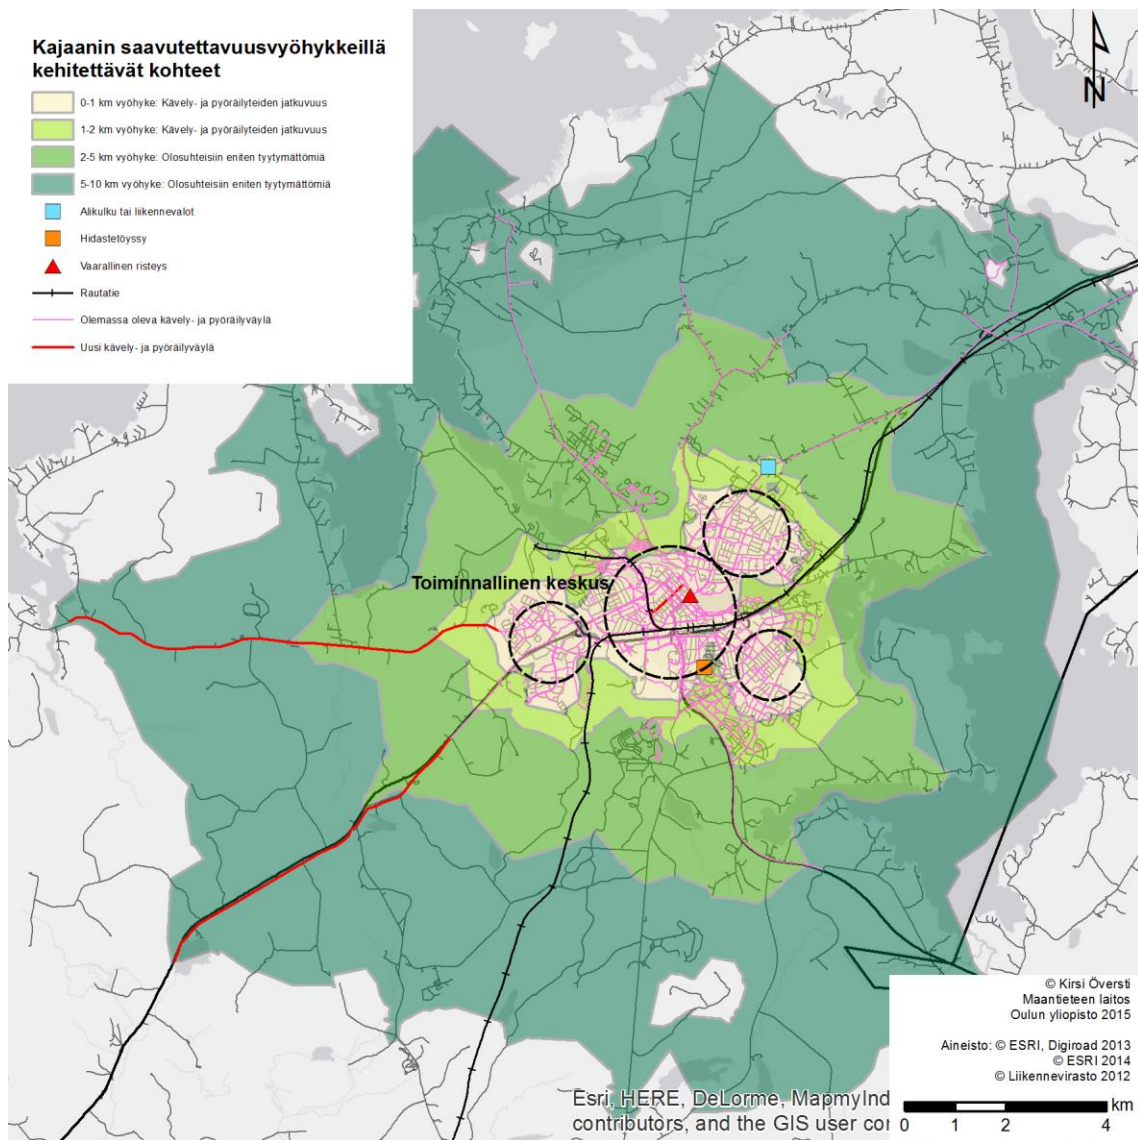 Kajaanin saavutettavuusvyöhykkeillä
kehitettävät kohteet
0-1 km vyöhyke: Kävely- ja pyöräilyteiden jatkuvuus
1-2 km vyöhyke: Kävely- ja pyöräilyteiden jatkuvuus
2-5 km vyöhyke: Olosuhteisiin eniten tyytymättömiä
5-10 km vyöhyke: Olosuhteisiin eniten tyytymättömiä
Alikulku tai liikennevalot
Hidastetöyssy
Vaarallinen risteys
Rautatie
Olemassa oleva kävely- ja pyöräilyväylä
Uusi kävely- ja pyöräilyväylä
N
Toiminnallinen keskus
© Kirsi Översti
Maantieteen laitos
Oulun yliopisto 2015
Aineisto: © ESRI, Digiroad 2013
© ESRI 2014
© Liikennevirasto 2012
Esri, HERE, DeLorme, MapmyInd
contributors, and the GIS user cor
km
0 1 2 4